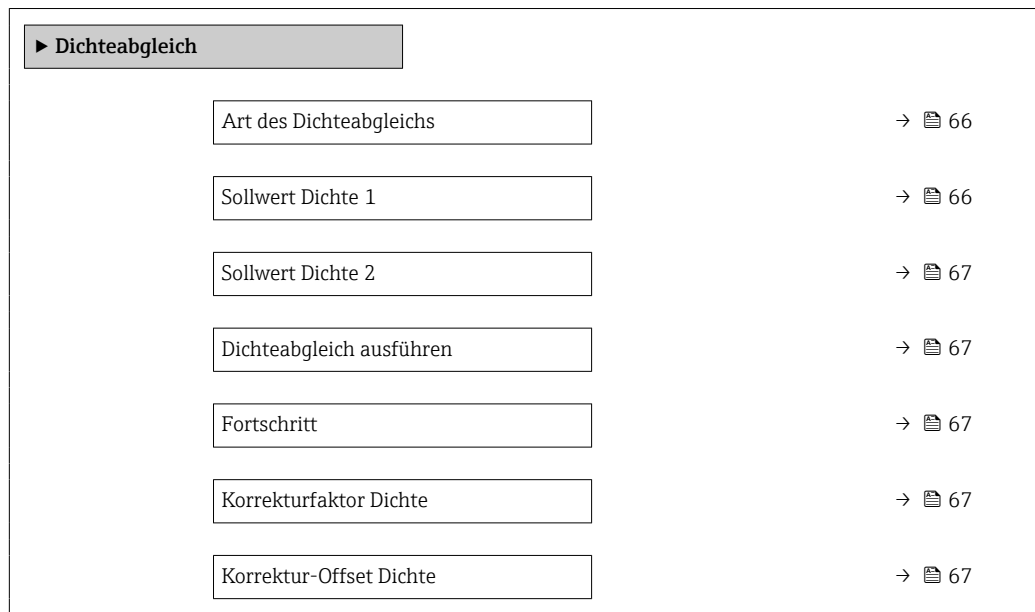 ▶ Dichteabgleich
Art des Dichteabgleichs → 66
Sollwert Dichte 1 → 66
Sollwert Dichte 2 → 67
Dichteabgleich ausführen → 67
Fortschritt → 67
Korrekturfaktor Dichte → 67
Korrektur-Offset Dichte → 67